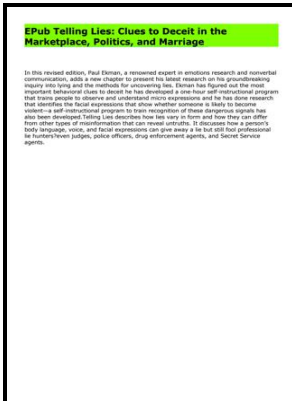 EPub Telling Lies: Clues to Deceit in the
Marketplace, Politics, and Marriage
In this revised edition, Paul Ekman, a renowned expert in emotions research and nonverbal
communication, adds a new chapter to present his latest research on his groundbreaking
inquiry into lying and the methods for uncovering lies. Ekman has figured out the most
important behavioral clues to deceit he has developed a one-hour self-instructional program
that trains people to observe and understand micro expressions and he has done research
that identifies the facial expressions that show whether someone is likely to become
violent—a self-instructional program to train recognition of these dangerous signals has
also been developed.Telling Lies describes how lies vary in form and how they can differ
from other types of misinformation that can reveal untruths. It discusses how a person's
body language, voice, and facial expressions can give away a lie but still fool professional
lie hunters?even judges, police officers, drug enforcement agents, and Secret Service
agents.